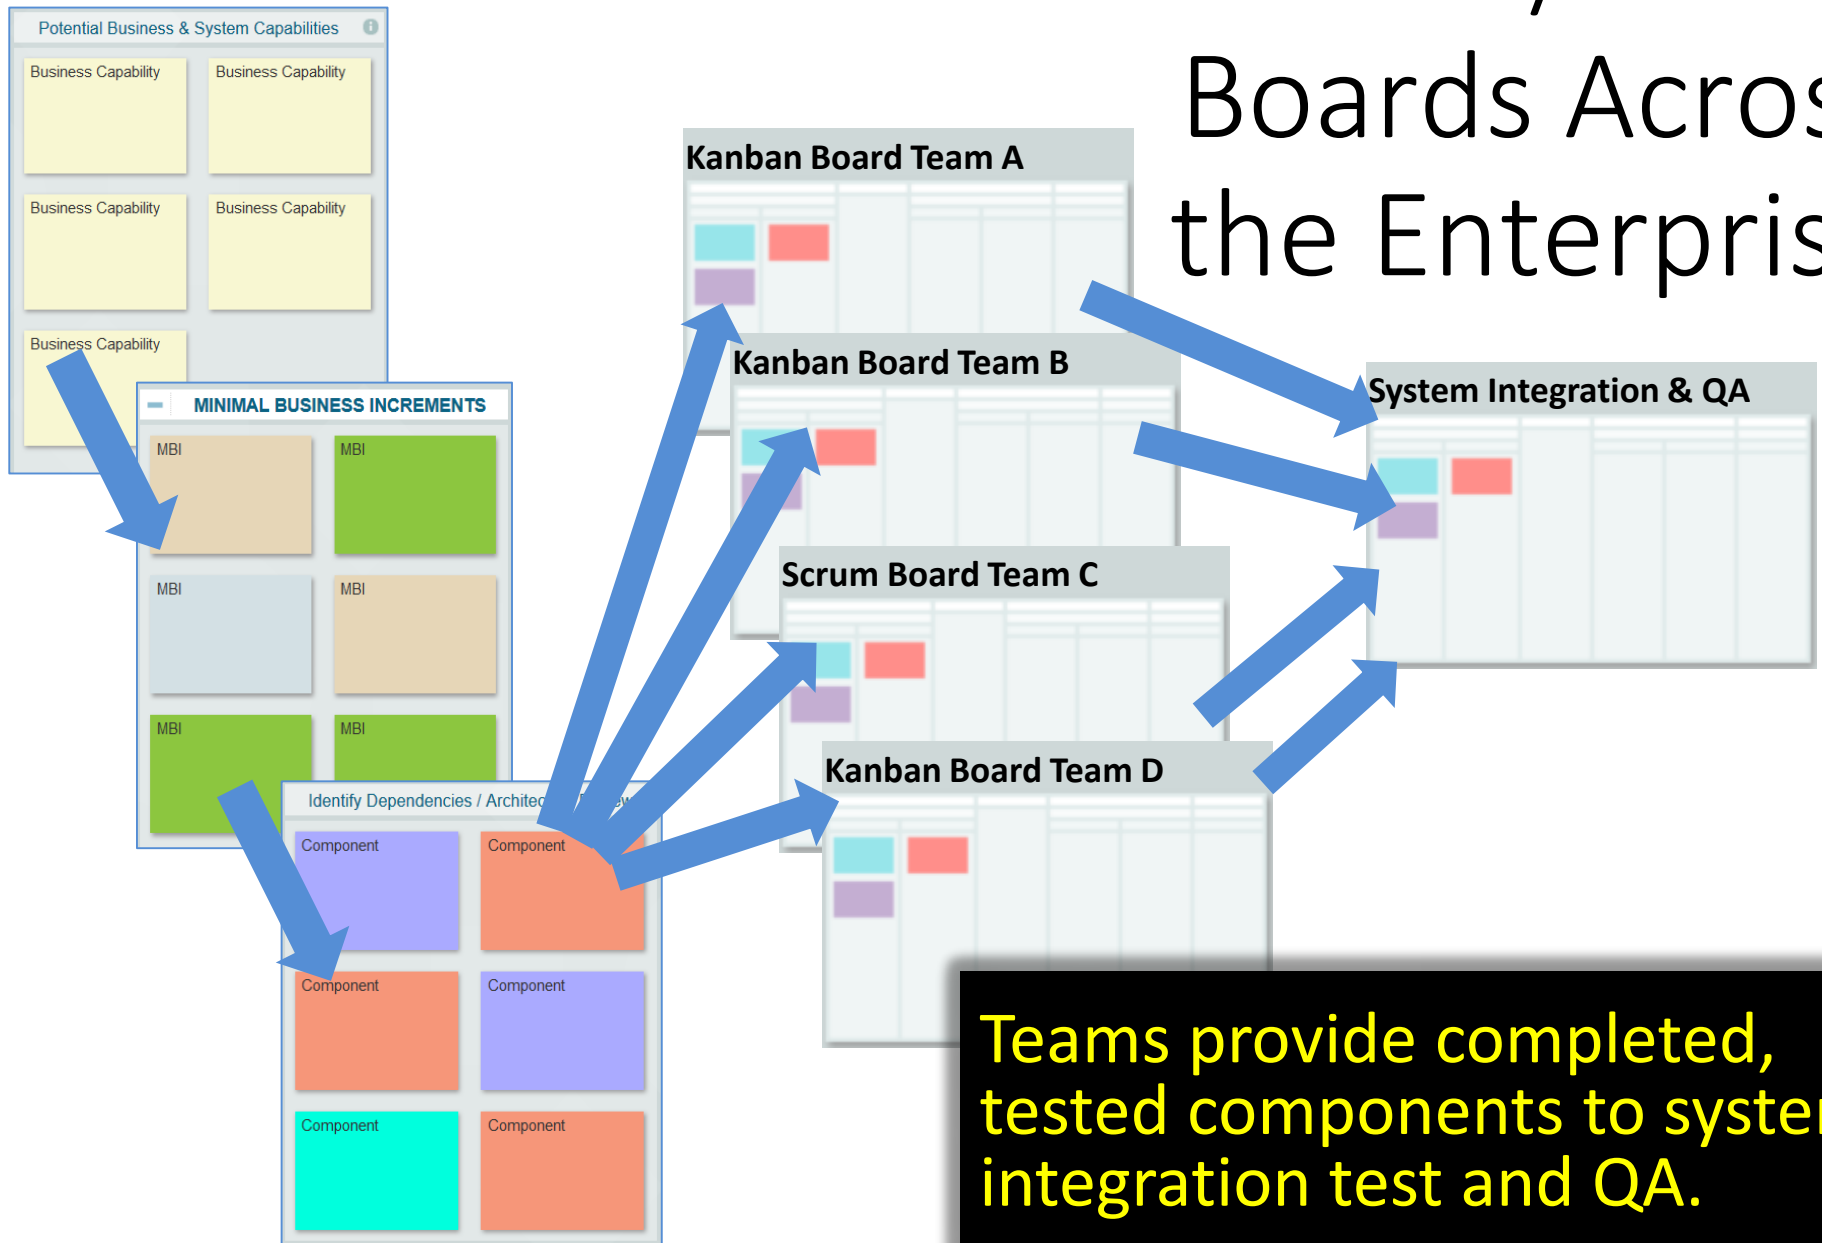 Boards Acros
the Enterpris
Potential Business & System Capabilities
Business Capability
Business Capability
Business Capability
Business Capability
Business Capability
MINIMAL BUSINESS INCREMENTS
MBI
MBI
MBI
MBI
MBI
MBI
Identify Dependencies /
Component
Component
Component
Component
Component
Component
Kanban Board Team A
Kanban Board Team B
Scrum Board Team C
Kanban Board Team D
System Integration & QA
Teams provide completed,
tested components to system
integration test and QA.